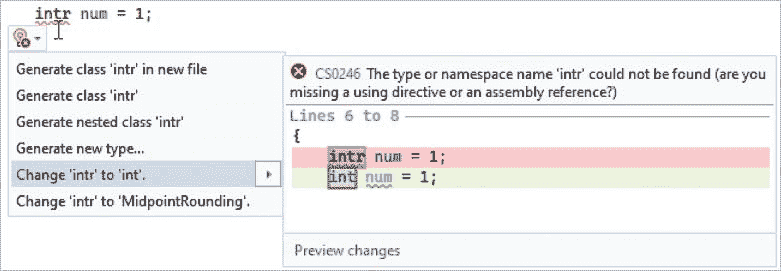 intr num = 1;
Generate class 'intr' in new file
Generate class 'intr'
Generate nested class 'intr'
Generate new type...
Change 'intr' to 'int'.
Change 'intr' to 'MidpointRounding'.
CS0246 The type or namespace name 'intr' could not be found (are you
missing a using directive or an assembly reference?)
Lines 6 to 8
{
intr num = 1;
int num = 1;
Preview changes